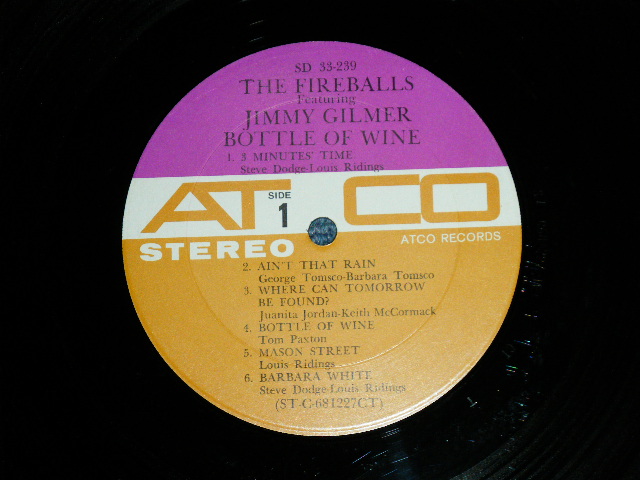 SD 33-239
THE FIREBALLS
Featuring
JIMMY GILMER
BOTTLE OF WINE
1. 3 MINUTES' TIME
Steve Dodge-Louis Ridings
ATCO
SIDE
1
STEREO
ATCO RECORDS
2. AIN'T THAT RAIN
George Tomsco-Barbara Tomsco
3. WHERE CAN TOMORROW
BE FOUND?
Juanita Jordan-Keith McCormack
4. BOTTLE OF WINE
Tom Paxton
5. MASON STREET
Louis Ridings
6. BARBARA WHITE
Steve Dodge-Louis Ridings
(ST-C-681227CT)